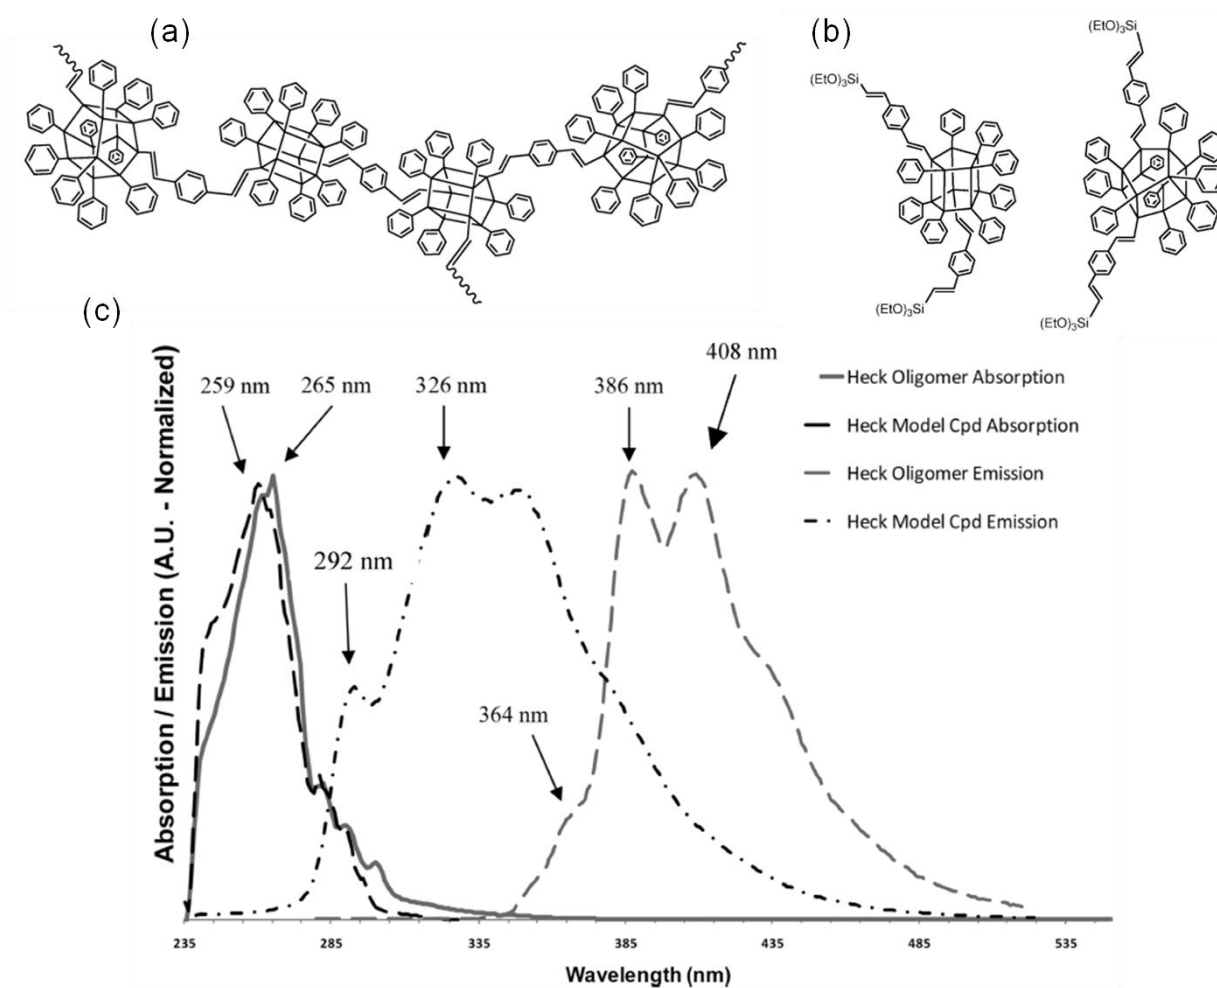 (a)
(b)
(EtO)₃Si
(EtO)₃Si
(EtO)₃Si
(EtO)₃Si
(c)
408 nm
259 nm
265 nm
326 nm
386 nm
292 nm
364 nm
Heck Oligomer Absorption
Heck Model Cpd Absorption
Heck Oligomer Emission
Heck Model Cpd Emission
Absorption / Emission (A.U. - Normalized)
235
285
335
385
435
485
535
Wavelength (nm)